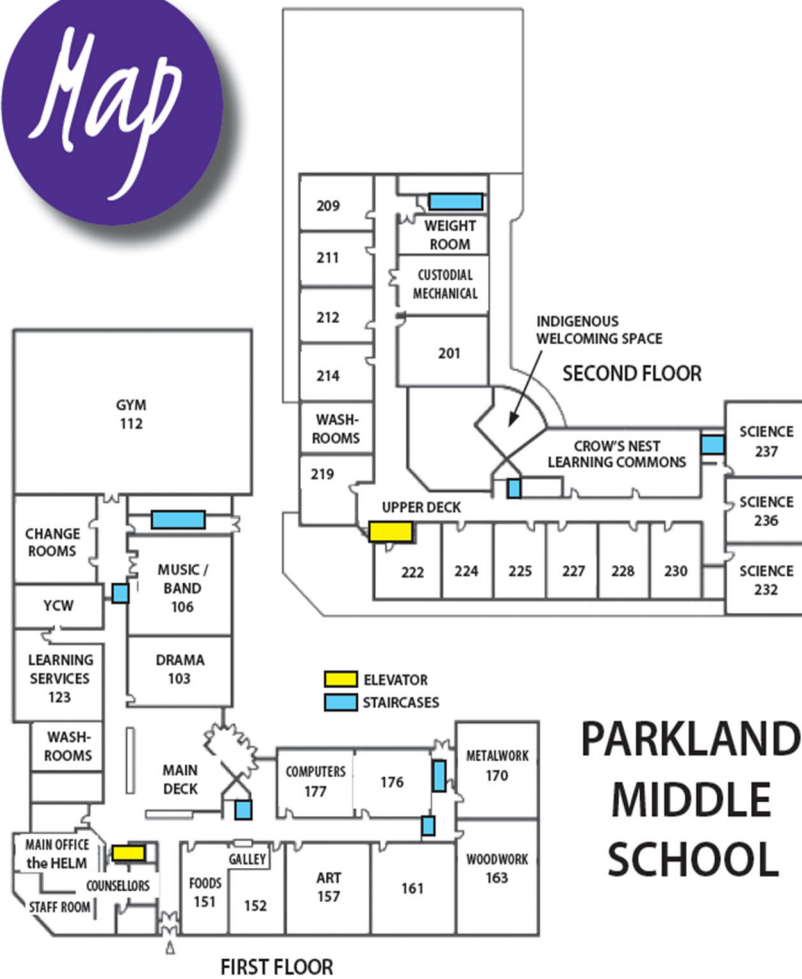 Map
209
211
212
214
WASH-
ROOMS
219
WEIGHT
ROOM
CUSTODIAL
MECHANICAL
201
INDIGENOUS
WELCOMING SPACE
SECOND FLOOR
CROW'S NEST
LEARNING COMMONS
SCIENCE
237
SCIENCE
236
SCIENCE
232
UPPER DECK
222
224
225
227
228
230
GYM
112
CHANGE
ROOMS
MUSIC /
BAND
106
YCW
LEARNING
SERVICES
123
DRAMA
103
ELEVATOR
STAIRCASES
WASH-
ROOMS
MAIN
DECK
COMPUTERS
177
176
METALWORK
170
MAIN OFFICE
the HELM
COUNSELLORS
STAFF ROOM
FOODS
151
GALLEY
152
ART
157
161
WOODWORK
163
FIRST FLOOR
PARKLAND
MIDDLE
SCHOOL